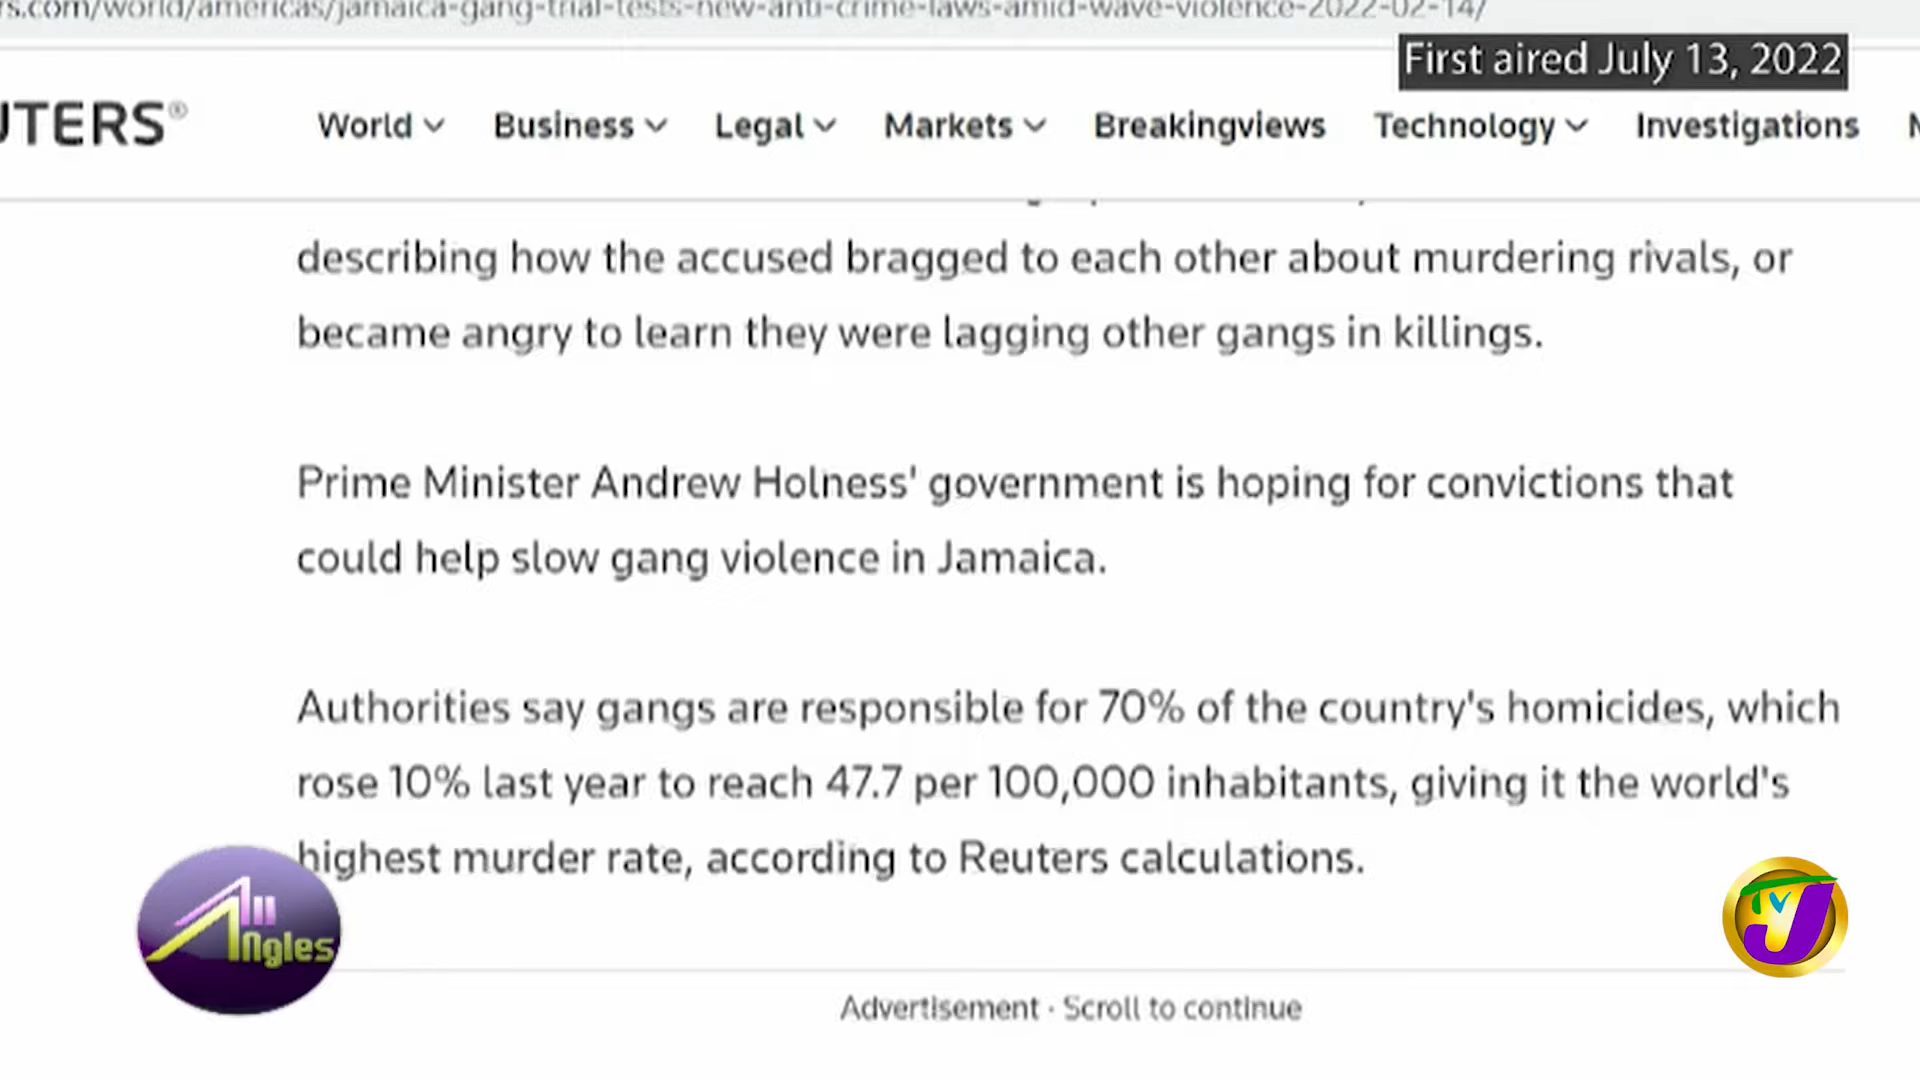 rs.com/world/americas/jamaica-gang-trial-tests-new-anti-crime-laws-amid-wave-violence-2022-02-14/
First aired July 13, 2022
UTERS®
World Business Legal Markets Breakingviews Technology Investigations
describing how the accused bragged to each other about murdering rivals, or
became angry to learn they were lagging other gangs in killings.
Prime Minister Andrew Holness' government is hoping for convictions that
could help slow gang violence in Jamaica.
Authorities say gangs are responsible for 70% of the country's homicides, which
rose 10% last year to reach 47.7 per 100,000 inhabitants, giving it the world's
highest murder rate, according to Reuters calculations.
All Angles
TVJ
Advertisement · Scroll to continue